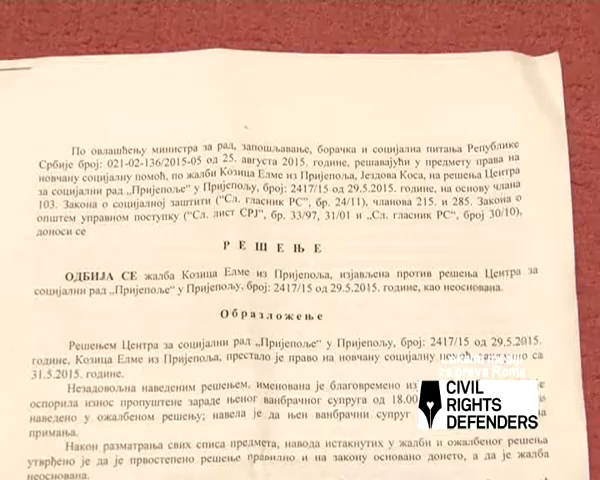 По овлашћењу министра за рад, запошљавање, борачка и социјална питања Републике
Србије број: 021-02-136/2015-05 од 25. августа 2015. године, решавајући у предмету права на
новчану социјалну помоћ, по жалби Козица Елме из Пријепоља, Јездова Коса, на решења Центра
за социјални рад „Пријепоље“ у Пријепољу, број: 2417/15 од 29.5.2015. године, на основу члана
103. Закона о социјалној заштити ("Сл. гласник РС", бр. 24/11), чланова 215. и 285. Закона о
општем управном поступку ("Сл. лист СРЈ", бр. 33/97, 31/01 и „Сл. гласник РС“, број 30/10),
доноси се
Р Е Ш Е Њ Е
ОДБИЈА СЕ жалба Козица Елме из Пријепоља, изјављена против решења Центра за
социјални рад „Пријепоље“ у Пријепољу, број: 2417/15 од 29.5.2015. године, као неоснована.
О б р а з л о ж е њ е
Решењем Центра за социјални рад „Пријепоље“ у Пријепољу, број: 2417/15 од 29.5.2015.
године, Козица Елме из Пријепоља, престало је право на новчану социјалну помоћ, са
31.5.2015. године.
za prava Roma
Незадовољна наведеним решењем, именована је благовремено
оспорила износ пропуштене зараде њеног ванбрачног супруга од 18.00
наведено у ожалбеном решењу; навела је да њен ванбрачни супруг
примања.
CIVIL
RIGHTS
DEFENDERS
Након разматрања свих списа предмета, навода истакнутих у жалби и ожалбеног решења
утврђено је да је првостепено решење правилно и на закону основано донето, а да је жалба
неоснована.